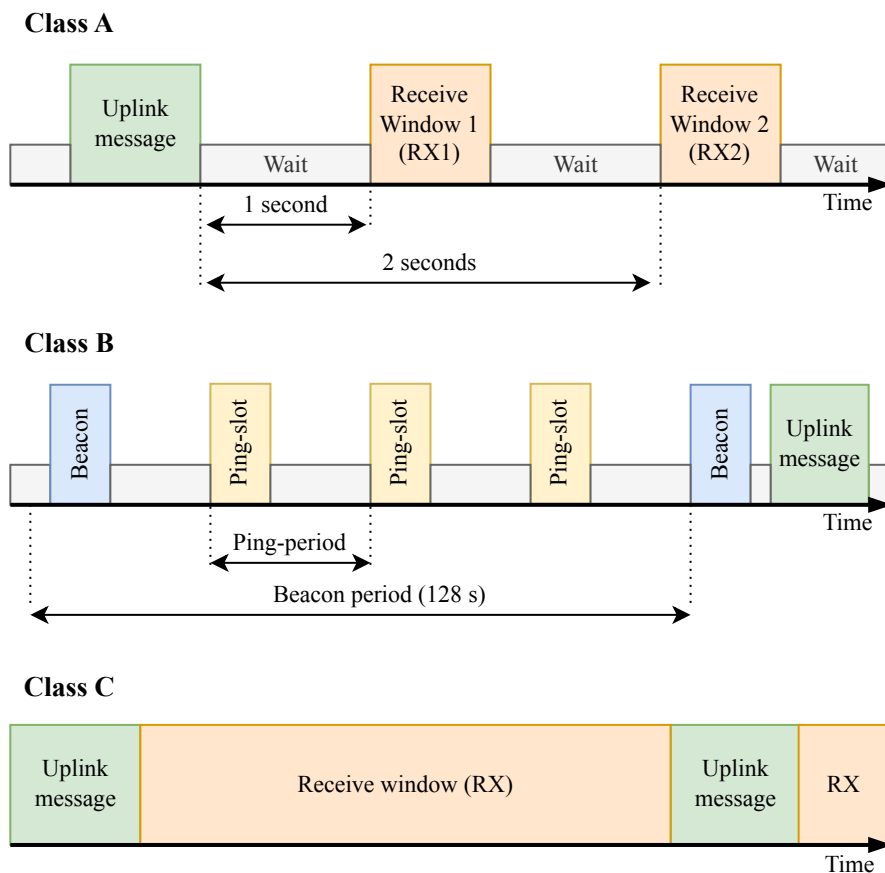 Class A
Uplink
message
Wait
Receive
Window 1
(RX1)
Wait
Receive
Window 2
(RX2)
Wait
Time
1 second
2 seconds
Class B
Beacon
Ping-slot
Ping-slot
Ping-slot
Beacon
Uplink
message
Time
Ping-period
Beacon period (128 s)
Class C
Uplink
message
Receive window (RX)
Uplink
message
RX
Time